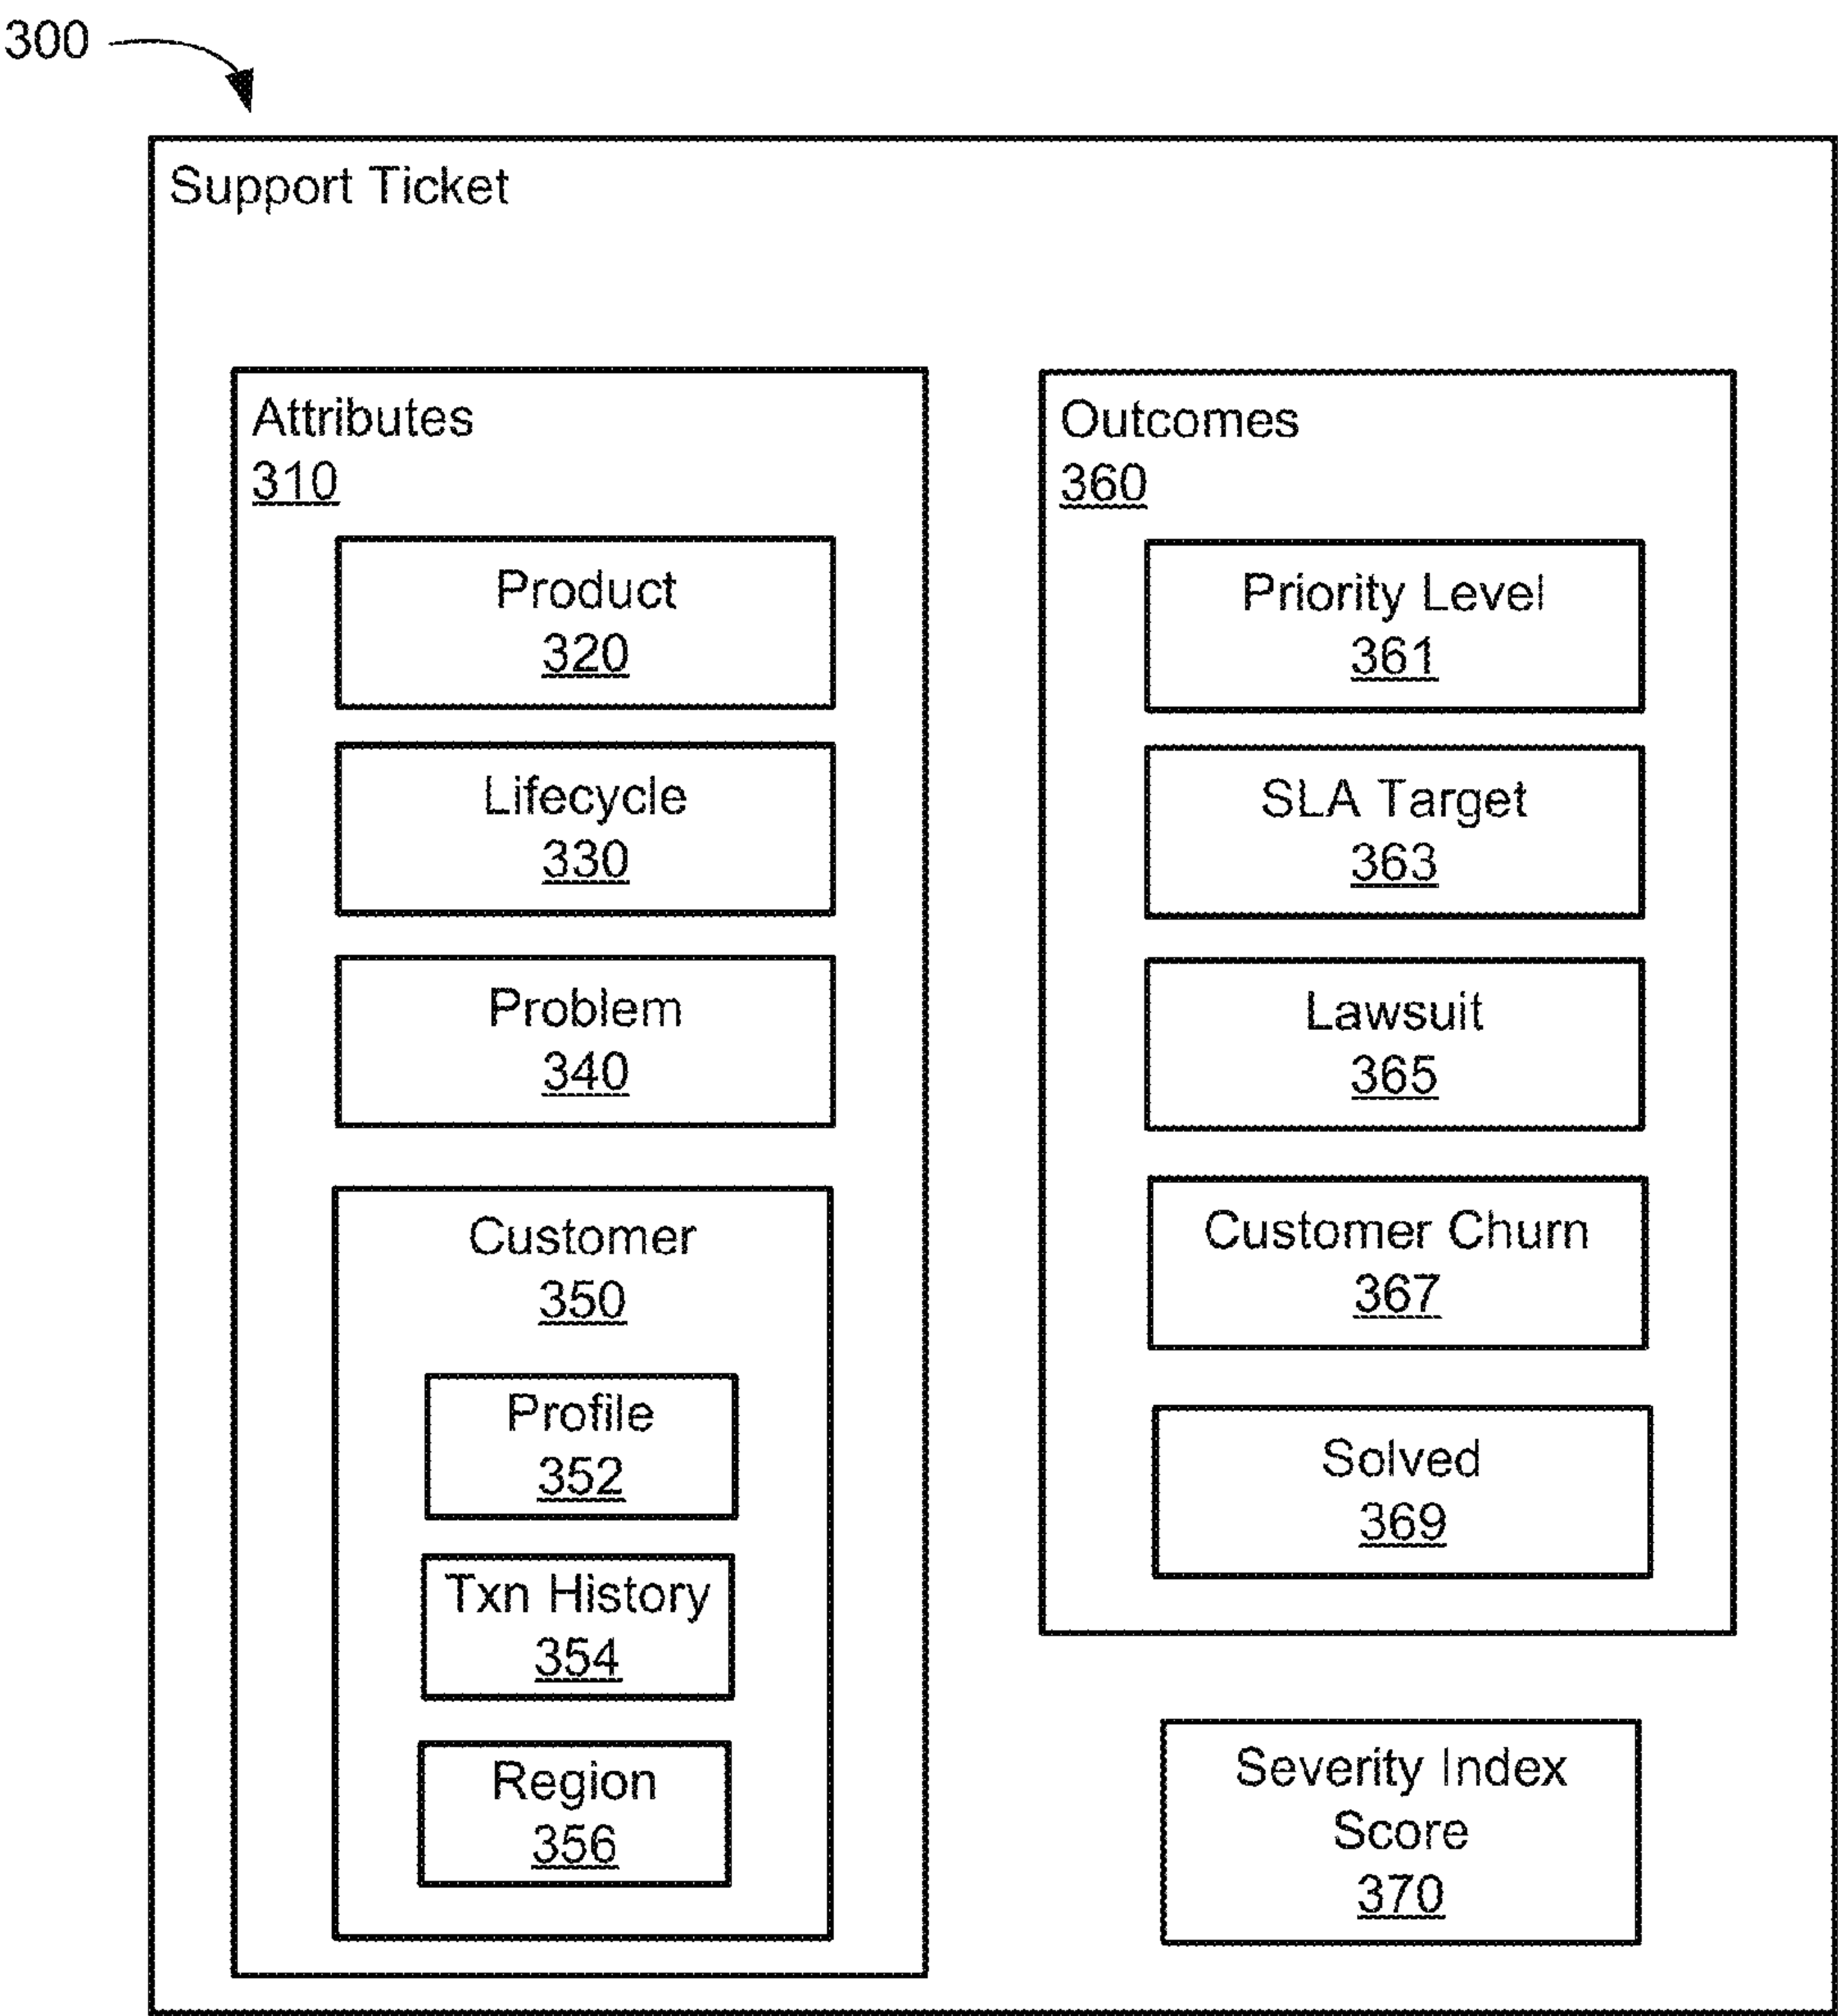 300
Support Ticket
Attributes
310
Product
320
Lifecycle
330
Problem
340
Customer
350
Profile
352
Txn History
354
Region
356
Outcomes
360
Priority Level
361
SLA Target
363
Lawsuit
365
Customer Churn
367
Solved
369
Severity Index
Score
370